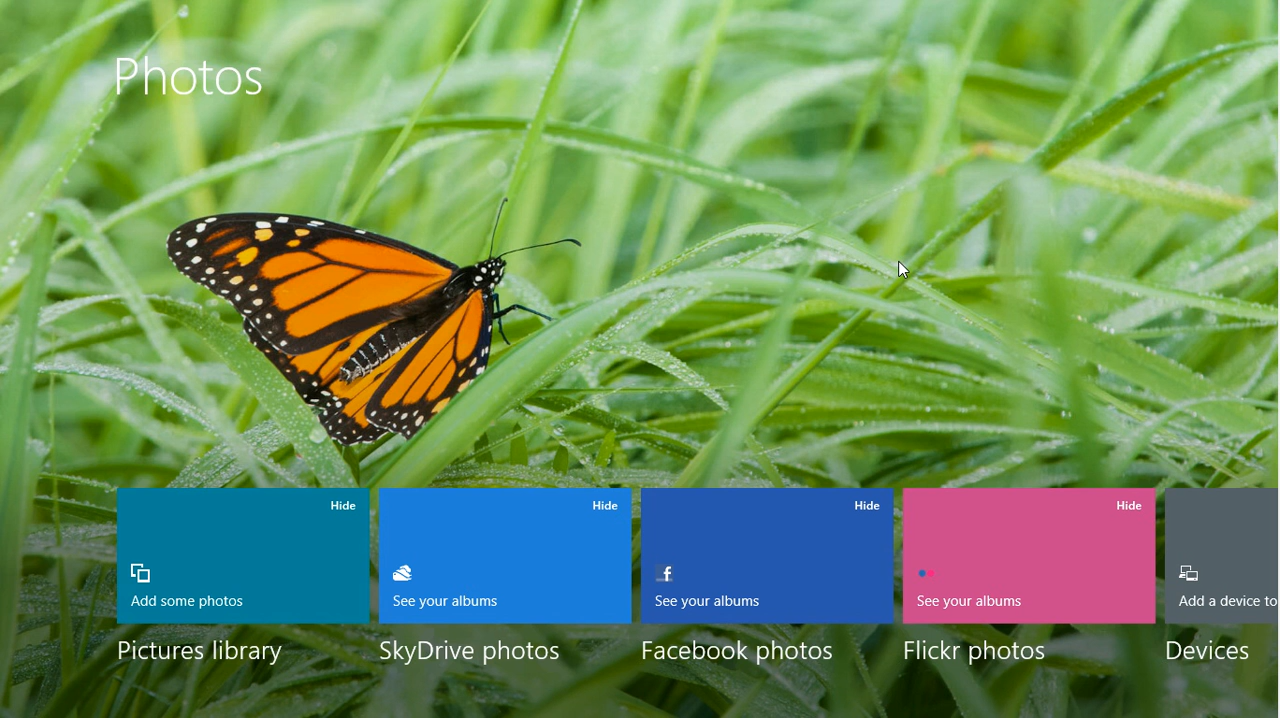 Photos
Hide
Add some photos
Pictures library
Hide
See your albums
SkyDrive photos
Hide
f
See your albums
Facebook photos
Hide
See your albums
Flickr photos
Add a device to
Devices